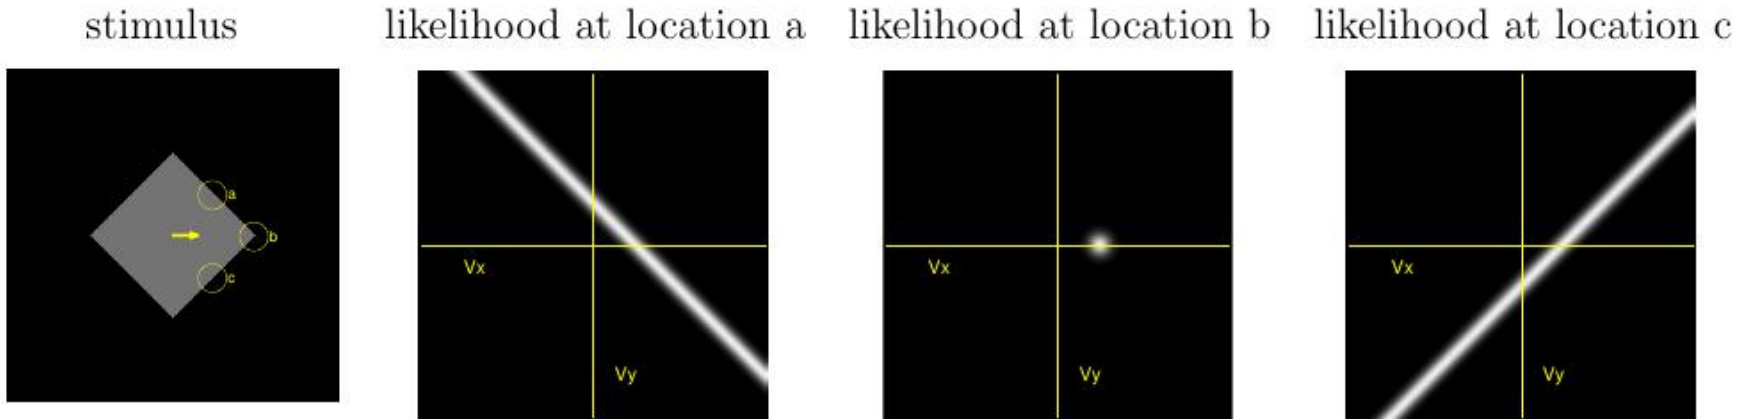 stimulus
likelihood at location a
likelihood at location b
likelihood at location c
a
b
c
Vx
Vy
Vx
Vy
Vx
Vy